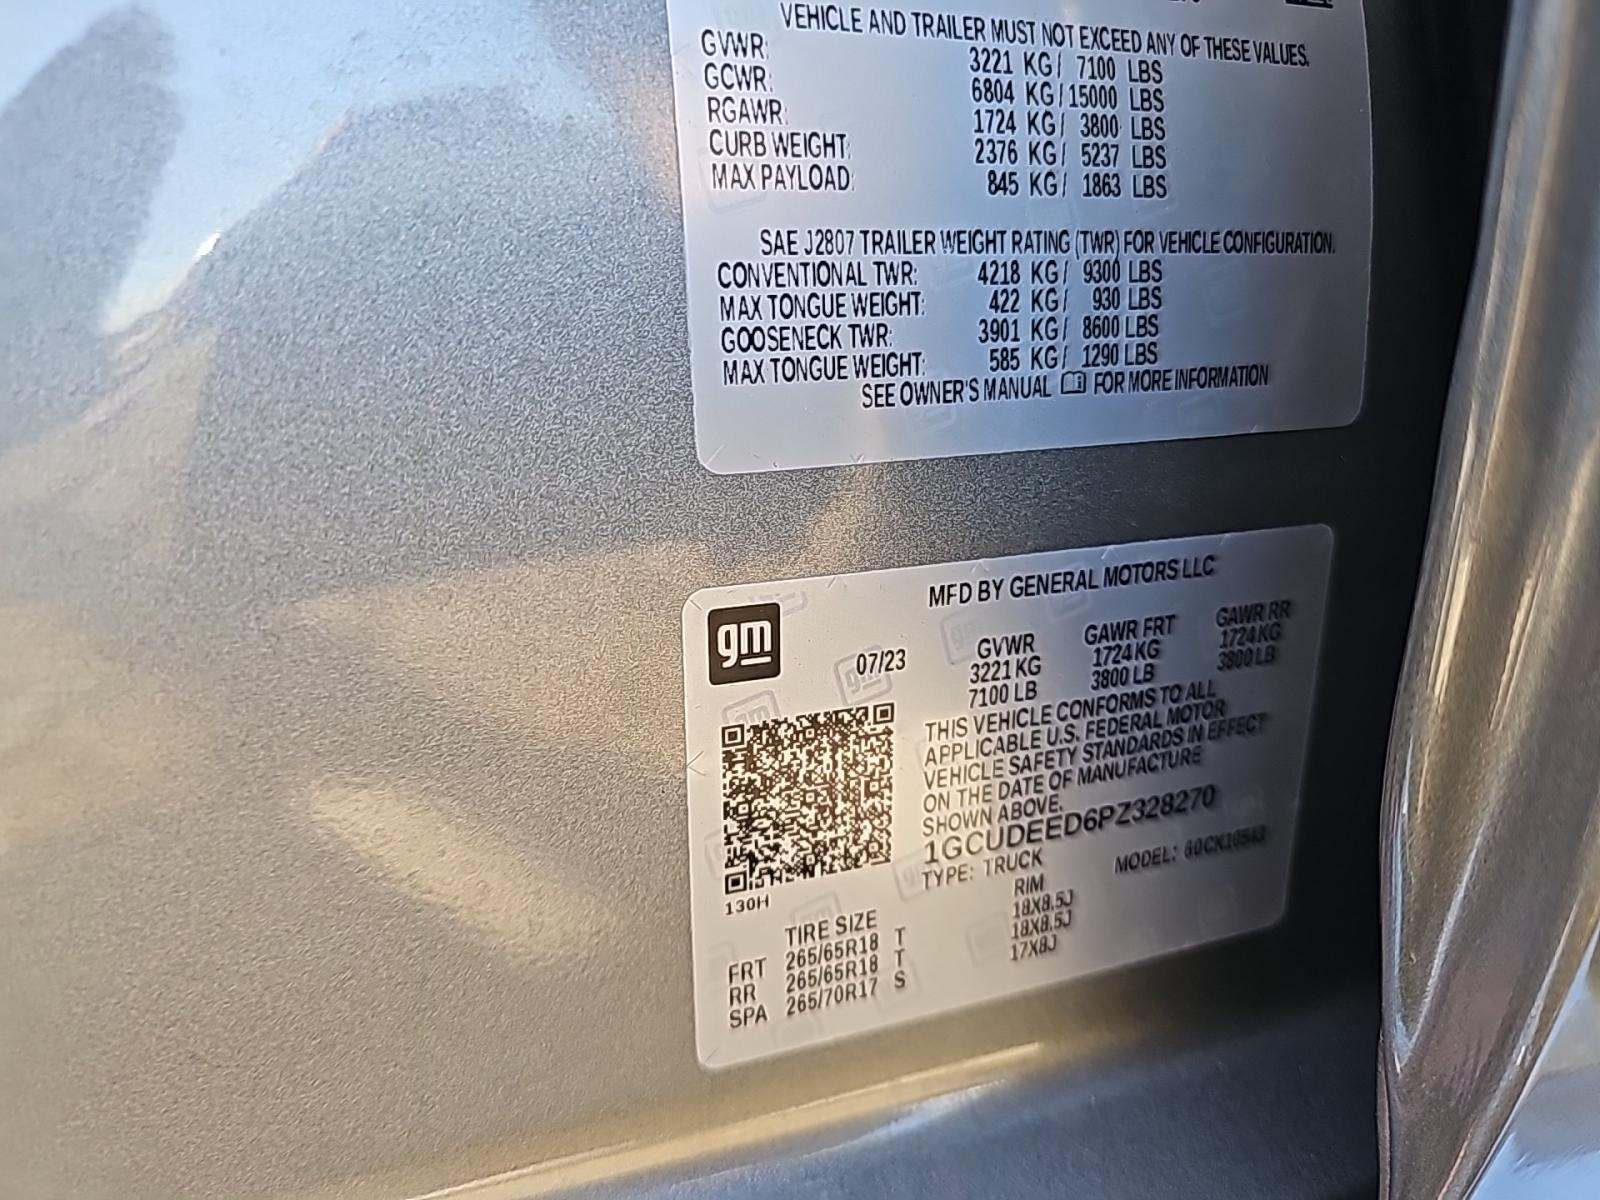 VEHICLE AND TRAILER MUST NOT EXCEED ANY OF THESE VALUES.
GVWR: 3221 KG/ 7100 LBS
GCWR: 6804 KG/ 15000 LBS
RGAWR: 1724 KG/ 3800 LBS
CURB WEIGHT: 2376 KG/ 5237 LBS
MAX PAYLOAD: 845 KG/ 1863 LBS
SAE J2807 TRAILER WEIGHT RATING (TWR) FOR VEHICLE CONFIGURATION.
CONVENTIONAL TWR: 4218 KG/ 9300 LBS
MAX TONGUE WEIGHT: 422 KG/ 930 LBS
GOOSENECK TWR: 3901 KG/ 8600 LBS
MAX TONGUE WEIGHT: 585 KG/ 1290 LBS
SEE OWNER'S MANUAL FOR MORE INFORMATION
MFD BY GENERAL MOTORS LLC
gm
07/23
GVWR GAWR FRT GAWR RR
3221 KG 1724 KG 1724 KG
7100 LB 3800 LB 3800 LB
THIS VEHICLE CONFORMS TO ALL
APPLICABLE U.S. FEDERAL MOTOR
VEHICLE SAFETY STANDARDS IN EFFECT
ON THE DATE OF MANUFACTURE
SHOWN ABOVE.
1GCUDEED6PZ328270
TYPE: TRUCK MODEL:
130H
TIRE SIZE RIM
FRT 265/65R18 T 18X8.5J
RR 265/65R18 T 18X8.5J
SPA 265/70R17 S 17X8J